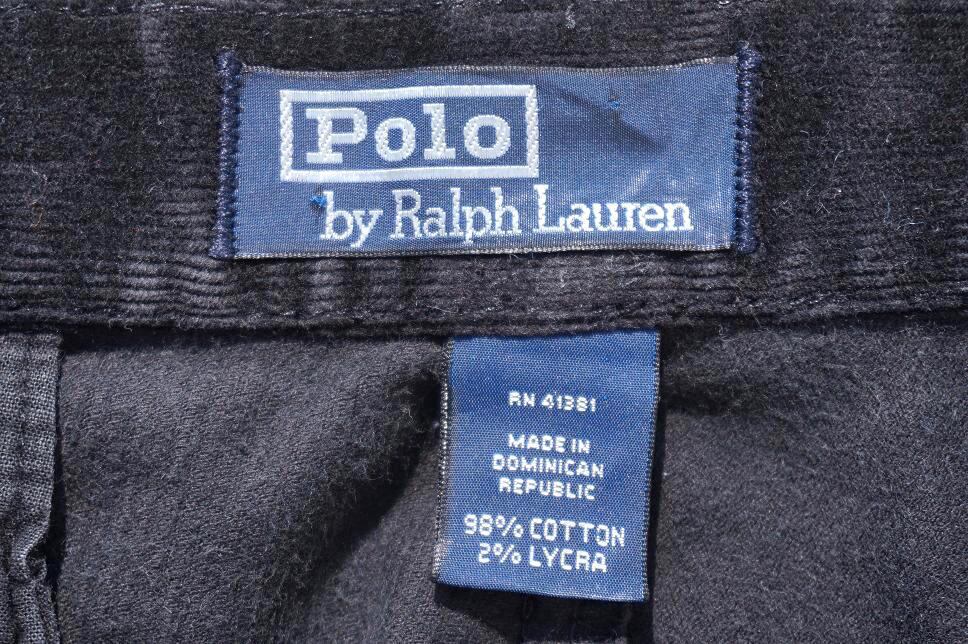 Polo
by Ralph Lauren
RN 41381
MADE IN
DOMINICAN
REPUBLIC
98% COTTON
2% LYCRA